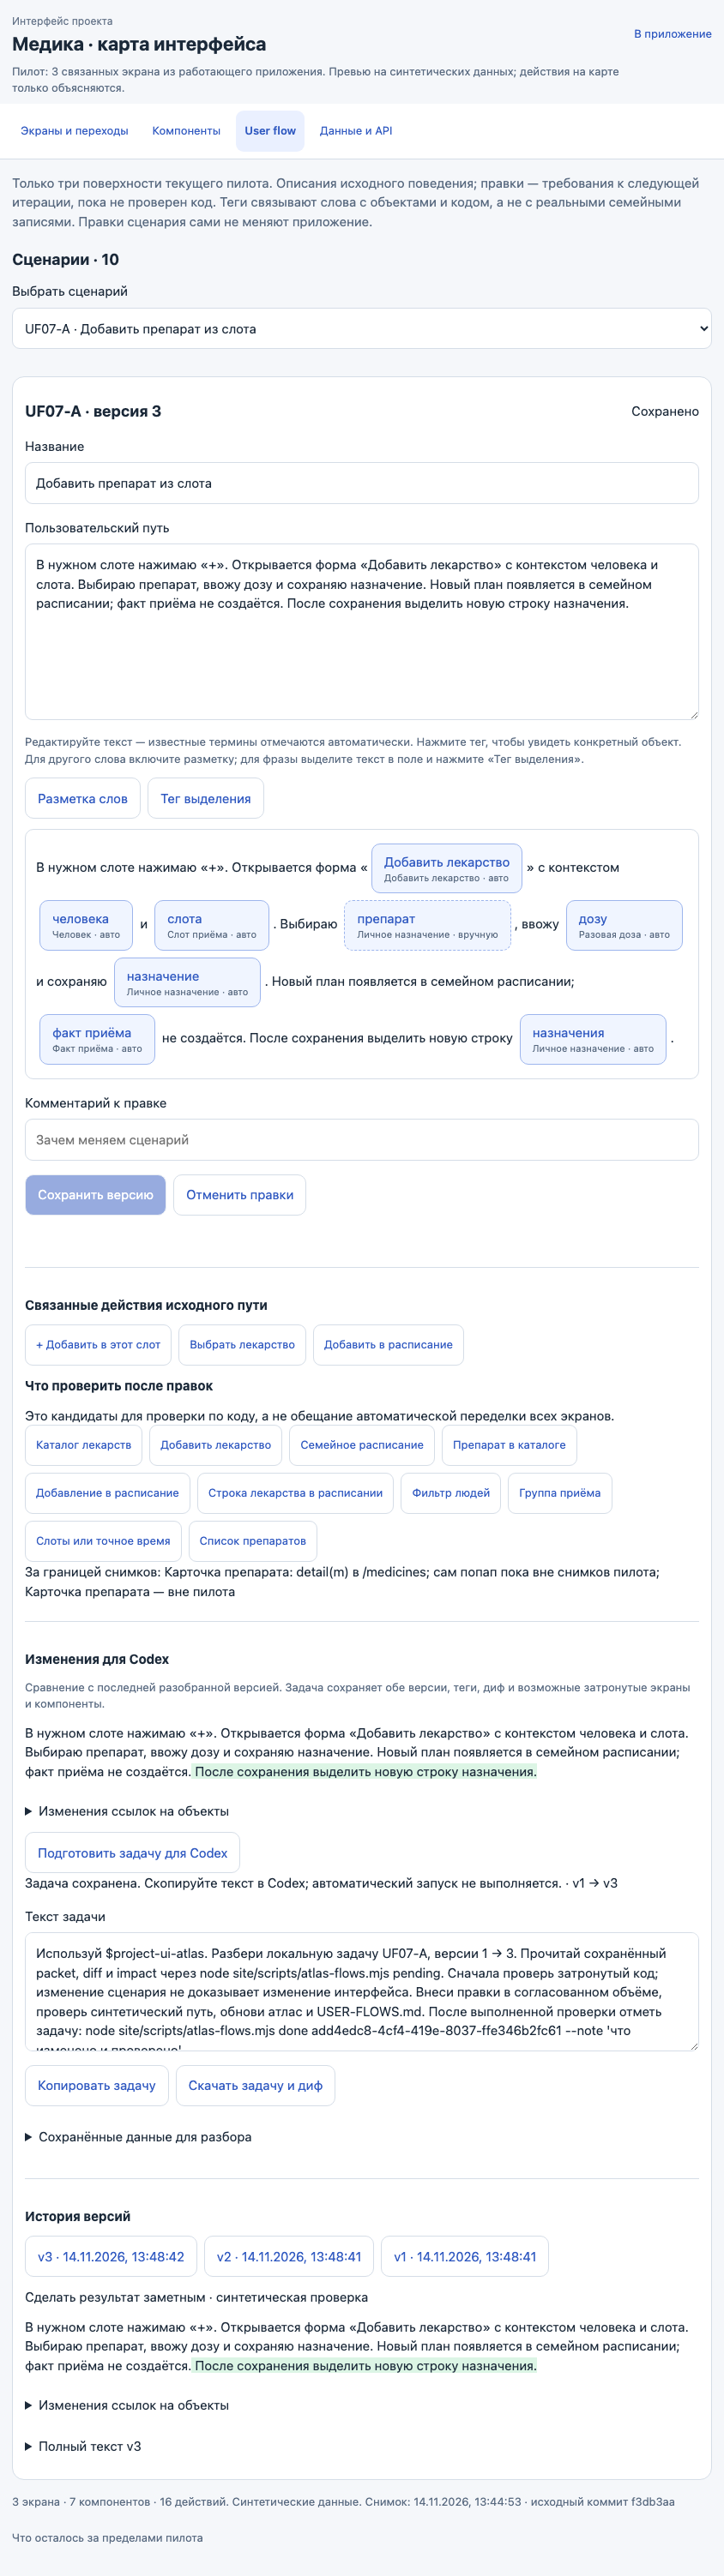 Интерфейс проекта
Медика · карта интерфейса
В приложение
Пилот: 3 связанных экрана из работающего приложения. Превью на синтетических данных; действия на карте
только объясняются.
Экраны и переходы
Компоненты
User flow
Данные и API
Только три поверхности текущего пилота. Описания исходного поведения; правки — требования к следующей
итерации, пока не проверен код. Теги связывают слова с объектами и кодом, а не с реальными семейными
записями. Правки сценария сами не меняют приложение.
Сценарии · 10
Выбрать сценарий
UF07-A · Добавить препарат из слота
UF07-A · версия 3
Сохранено
Название
Добавить препарат из слота
Пользовательский путь
В нужном слоте нажимаю «+». Открывается форма «Добавить лекарство» с контекстом человека и
слота. Выбираю препарат, ввожу дозу и сохраняю назначение. Новый план появляется в семейном
расписании; факт приёма не создаётся. После сохранения выделить новую строку назначения.
Редактируйте текст — известные термины отмечаются автоматически. Нажмите тег, чтобы увидеть конкретный объект.
Для другого слова включите разметку; для фразы выделите текст в поле и нажмите «Тег выделения».
Разметка слов
Тег выделения
В нужном слоте нажимаю «+». Открывается форма « Добавить лекарство » с контекстом
Добавить лекарство · авто
человека и слота . Выбираю препарат , ввожу дозу
Человек · авто Слот приёма · авто Личное назначение · вручную Разовая доза · авто
и сохраняю назначение . Новый план появляется в семейном расписании;
Личное назначение · авто
факт приёма не создаётся. После сохранения выделить новую строку назначения .
Факт приёма · авто Личное назначение · авто
Комментарий к правке
Зачем меняем сценарий
Сохранить версию
Отменить правки
Связанные действия исходного пути
+ Добавить в этот слот
Выбрать лекарство
Добавить в расписание
Что проверить после правок
Это кандидаты для проверки по коду, а не обещание автоматической переделки всех экранов.
Каталог лекарств
Добавить лекарство
Семейное расписание
Препарат в каталоге
Добавление в расписание
Строка лекарства в расписании
Фильтр людей
Группа приёма
Слоты или точное время
Список препаратов
За границей снимков: Карточка препарата: detail(m) в /medicines; сам попап пока вне снимков пилота;
Карточка препарата — вне пилота
Изменения для Codex
Сравнение с последней разобранной версией. Задача сохраняет обе версии, теги, диф и возможные затронутые экраны
и компоненты.
В нужном слоте нажимаю «+». Открывается форма «Добавить лекарство» с контекстом человека и слота.
Выбираю препарат, ввожу дозу и сохраняю назначение. Новый план появляется в семейном расписании;
факт приёма не создаётся. После сохранения выделить новую строку назначения.
Изменения ссылок на объекты
Подготовить задачу для Codex
Задача сохранена. Скопируйте текст в Codex; автоматический запуск не выполняется. · v1 → v3
Текст задачи
Используй $project-ui-atlas. Разбери локальную задачу UF07-A, версии 1 → 3. Прочитай сохранённый
packet, diff и impact через node site/scripts/atlas-flows.mjs pending. Сначала проверь затронутый код;
изменение сценария не доказывает изменение интерфейса. Внеси правки в согласованном объёме,
проверь синтетический путь, обнови атлас и USER-FLOWS.md. После выполненной проверки отметь
задачу: node site/scripts/atlas-flows.mjs done add4edc8-4cf4-419e-8037-ffe346b2fc61 --note 'что
изменено и проверено'
Копировать задачу
Скачать задачу и диф
Сохранённые данные для разбора
История версий
v3 · 14.11.2026, 13:48:42
v2 · 14.11.2026, 13:48:41
v1 · 14.11.2026, 13:48:41
Сделать результат заметным · синтетическая проверка
В нужном слоте нажимаю «+». Открывается форма «Добавить лекарство» с контекстом человека и слота.
Выбираю препарат, ввожу дозу и сохраняю назначение. Новый план появляется в семейном расписании;
факт приёма не создаётся. После сохранения выделить новую строку назначения.
Изменения ссылок на объекты
Полный текст v3
3 экрана · 7 компонентов · 16 действий. Синтетические данные. Снимок: 14.11.2026, 13:44:53 · исходный коммит f3db3aa
Что осталось за пределами пилота